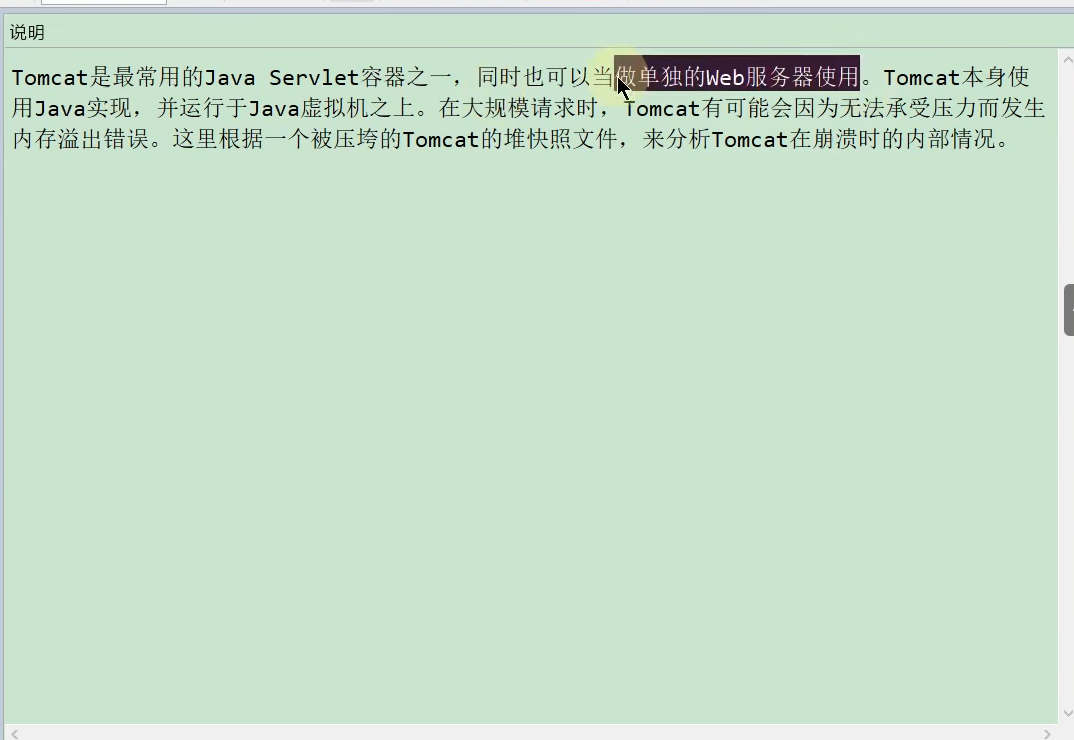 说明
Tomcat是最常用的Java Servlet容器之一，同时也可以当做单独的Web服务器使用。Tomcat本身使
用Java实现，并运行于Java虚拟机之上。在大规模请求时，Tomcat有可能会因为无法承受压力而发生
内存溢出错误。这里根据一个被压垮的Tomcat的堆快照文件，来分析Tomcat在崩溃时的内部情况。